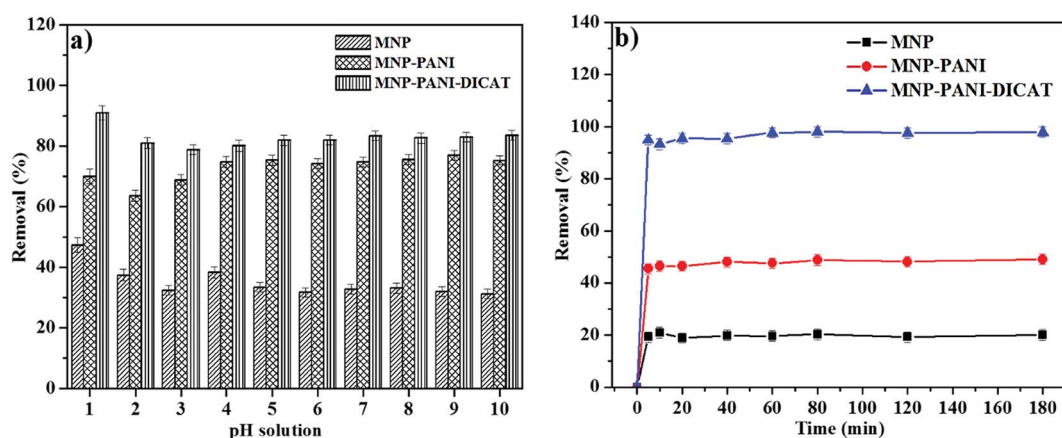 a)
MNP
MNP-PANI
MNP-PANI-DICAT
Removal (%)
120
100
80
60
40
20
0
1 2 3 4 5 6 7 8 9 10
pH solution
b)
MNP
MNP-PANI
MNP-PANI-DICAT
Removal (%)
140
120
100
80
60
40
20
0
0 20 40 60 80 100 120 140 160 180
Time (min)